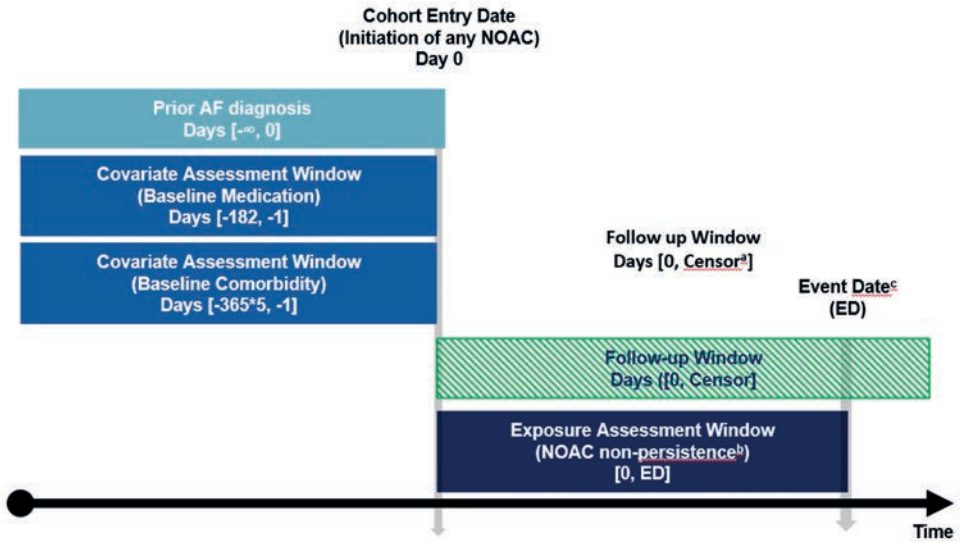 Cohort Entry Date
(Initiation of any NOAC)
Day 0
Prior AF diagnosis
Days [-∞, 0]
Covariate Assessment Window
(Baseline Medication)
Days [-182, -1]
Covariate Assessment Window
(Baseline Comorbidity)
Days [-365*5, -1]
Follow up Window
Days [0, Censorᵃ]
Event Dateᶜ
(ED)
Follow-up Window
Days ([0, Censor]
Exposure Assessment Window
(NOAC non-persistenceᵇ)
[0, ED]
Time